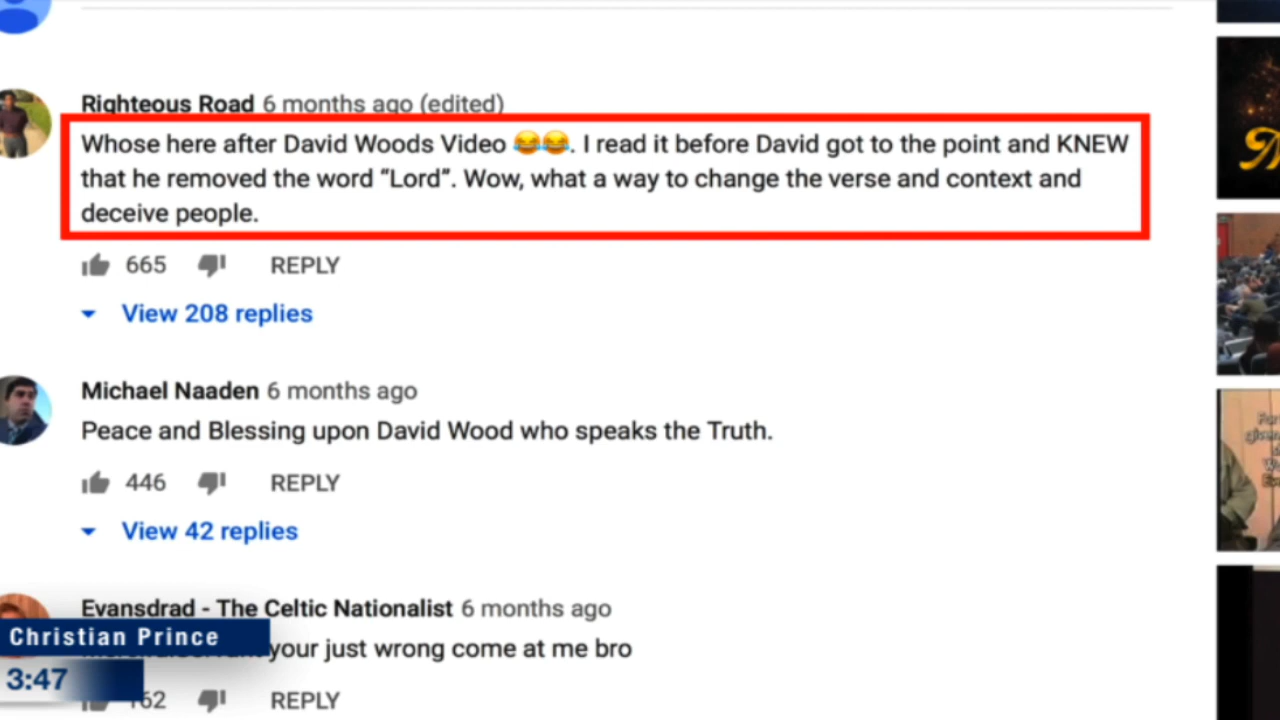 Righteous Road 6 months ago (edited)
Whose here after David Woods Video 😂😂. I read it before David got to the point and KNEW
that he removed the word “Lord”. Wow, what a way to change the verse and context and
deceive people.
665 REPLY
View 208 replies
Michael Naaden 6 months ago
Peace and Blessing upon David Wood who speaks the Truth.
446 REPLY
View 42 replies
Evansdrad - The Celtic Nationalist 6 months ago
Christian Prince
your just wrong come at me bro
3:47
162 REPLY